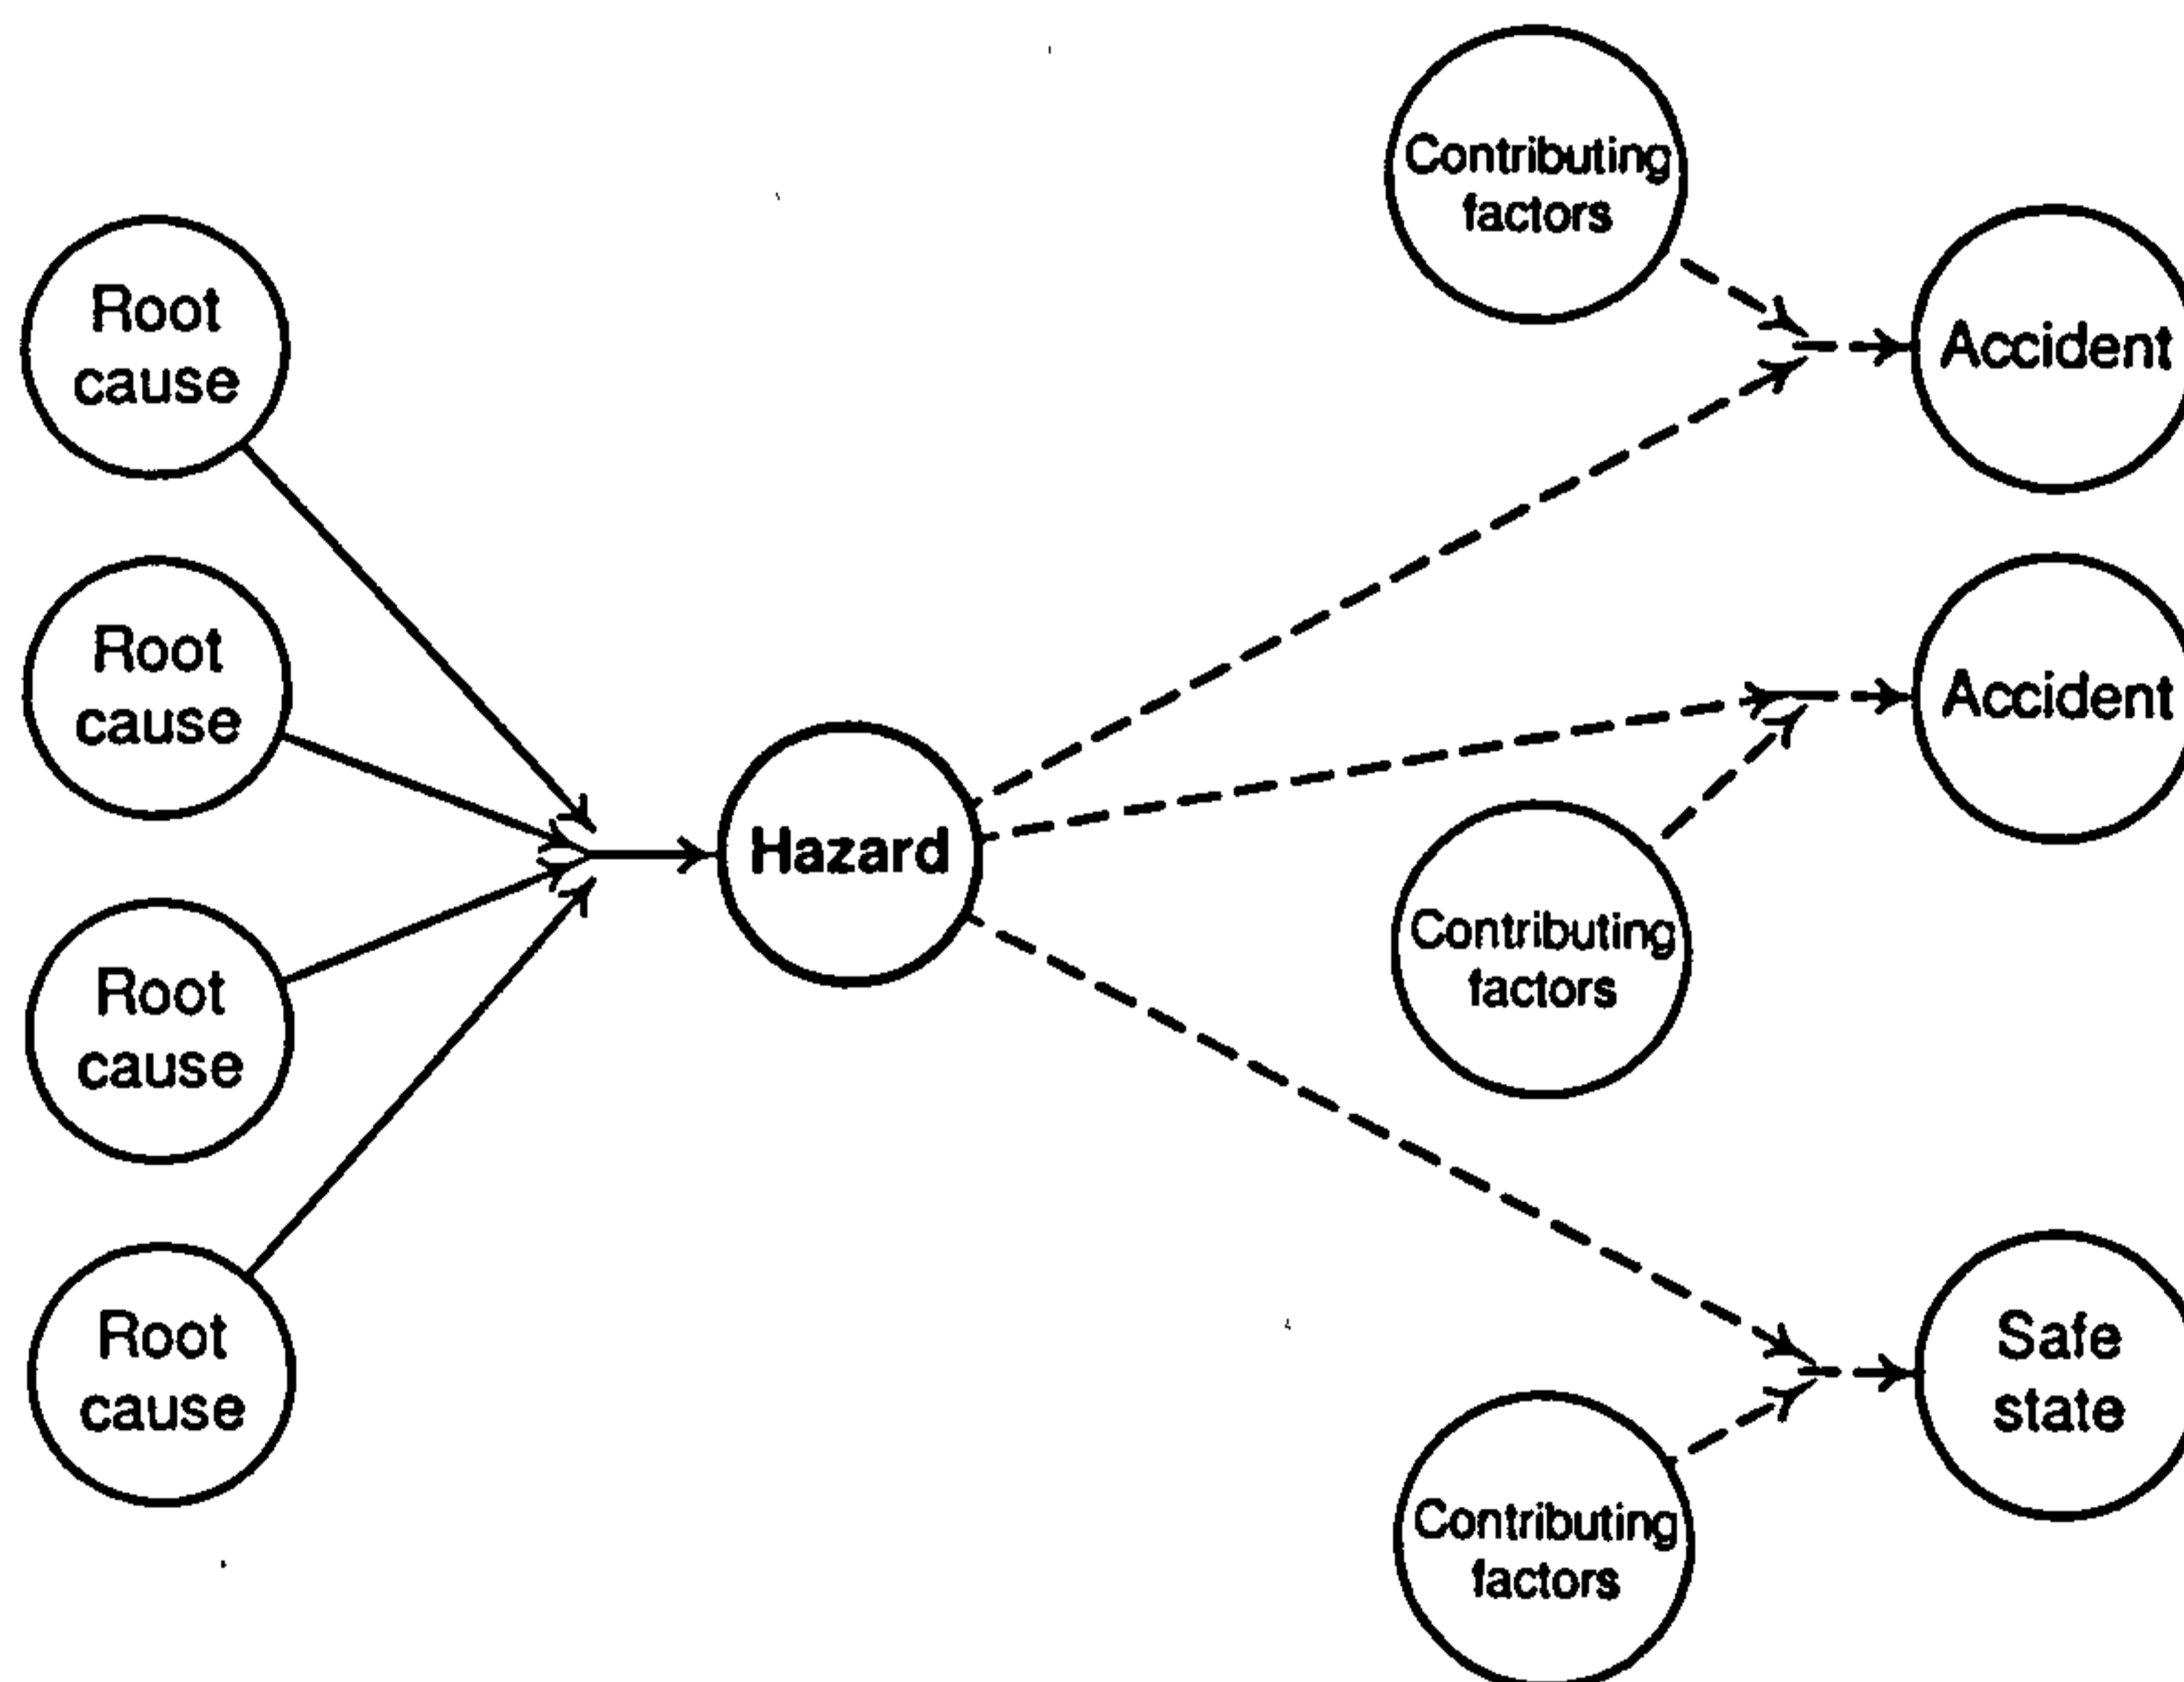 Root
cause
Root
cause
Root
cause
Root
cause
Hazard
Contributing
factors
Accident
Accident
Contributing
factors
Safe
state
Contributing
factors